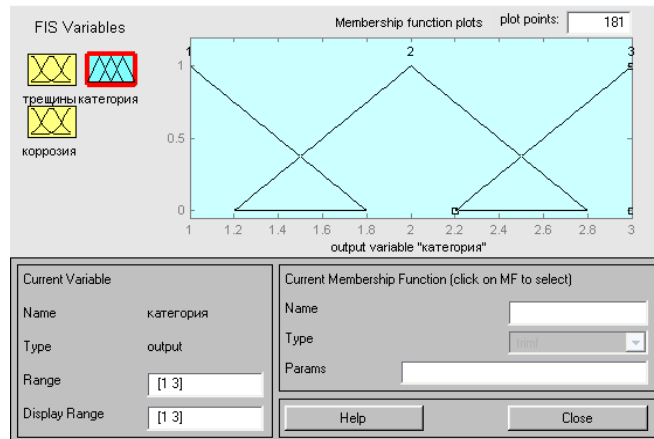 FIS Variables
Membership function plots
plot points:
181
трещины
категория
коррозия
1
2
3
1
0.5
0
1 1.2 1.4 1.6 1.8 2 2.2 2.4 2.6 2.8 3
output variable "категория"
Current Variable
Name категория
Type output
Range [1 3]
Display Range [1 3]
Current Membership Function (click on MF to select)
Name
Type trimf
Params
Help
Close